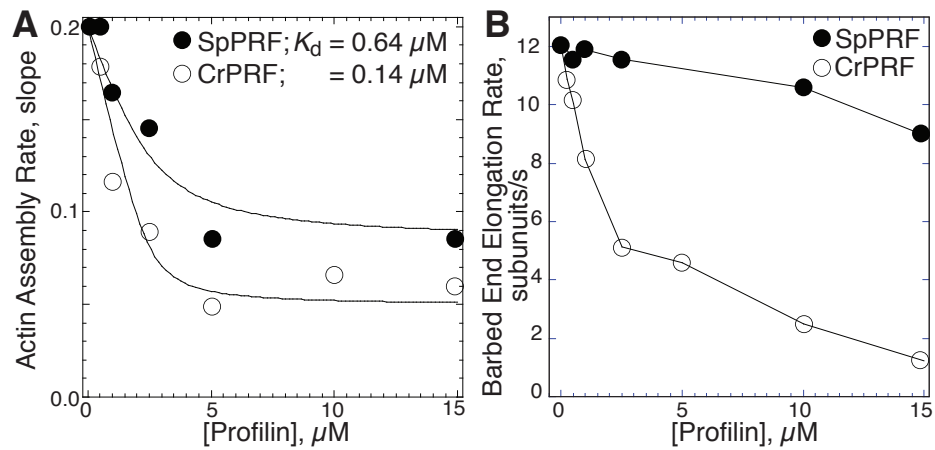 A
SpPRF; Kd = 0.64 µM
CrPRF; = 0.14 µM
Actin Assembly Rate, slope
0.2
0.1
0.0
0 5 10 15
[Profilin], µM
B
SpPRF
CrPRF
Barbed End Elongation Rate,
subunuits/s
12
10
8
6
4
2
0
0 5 10 15
[Profilin], µM